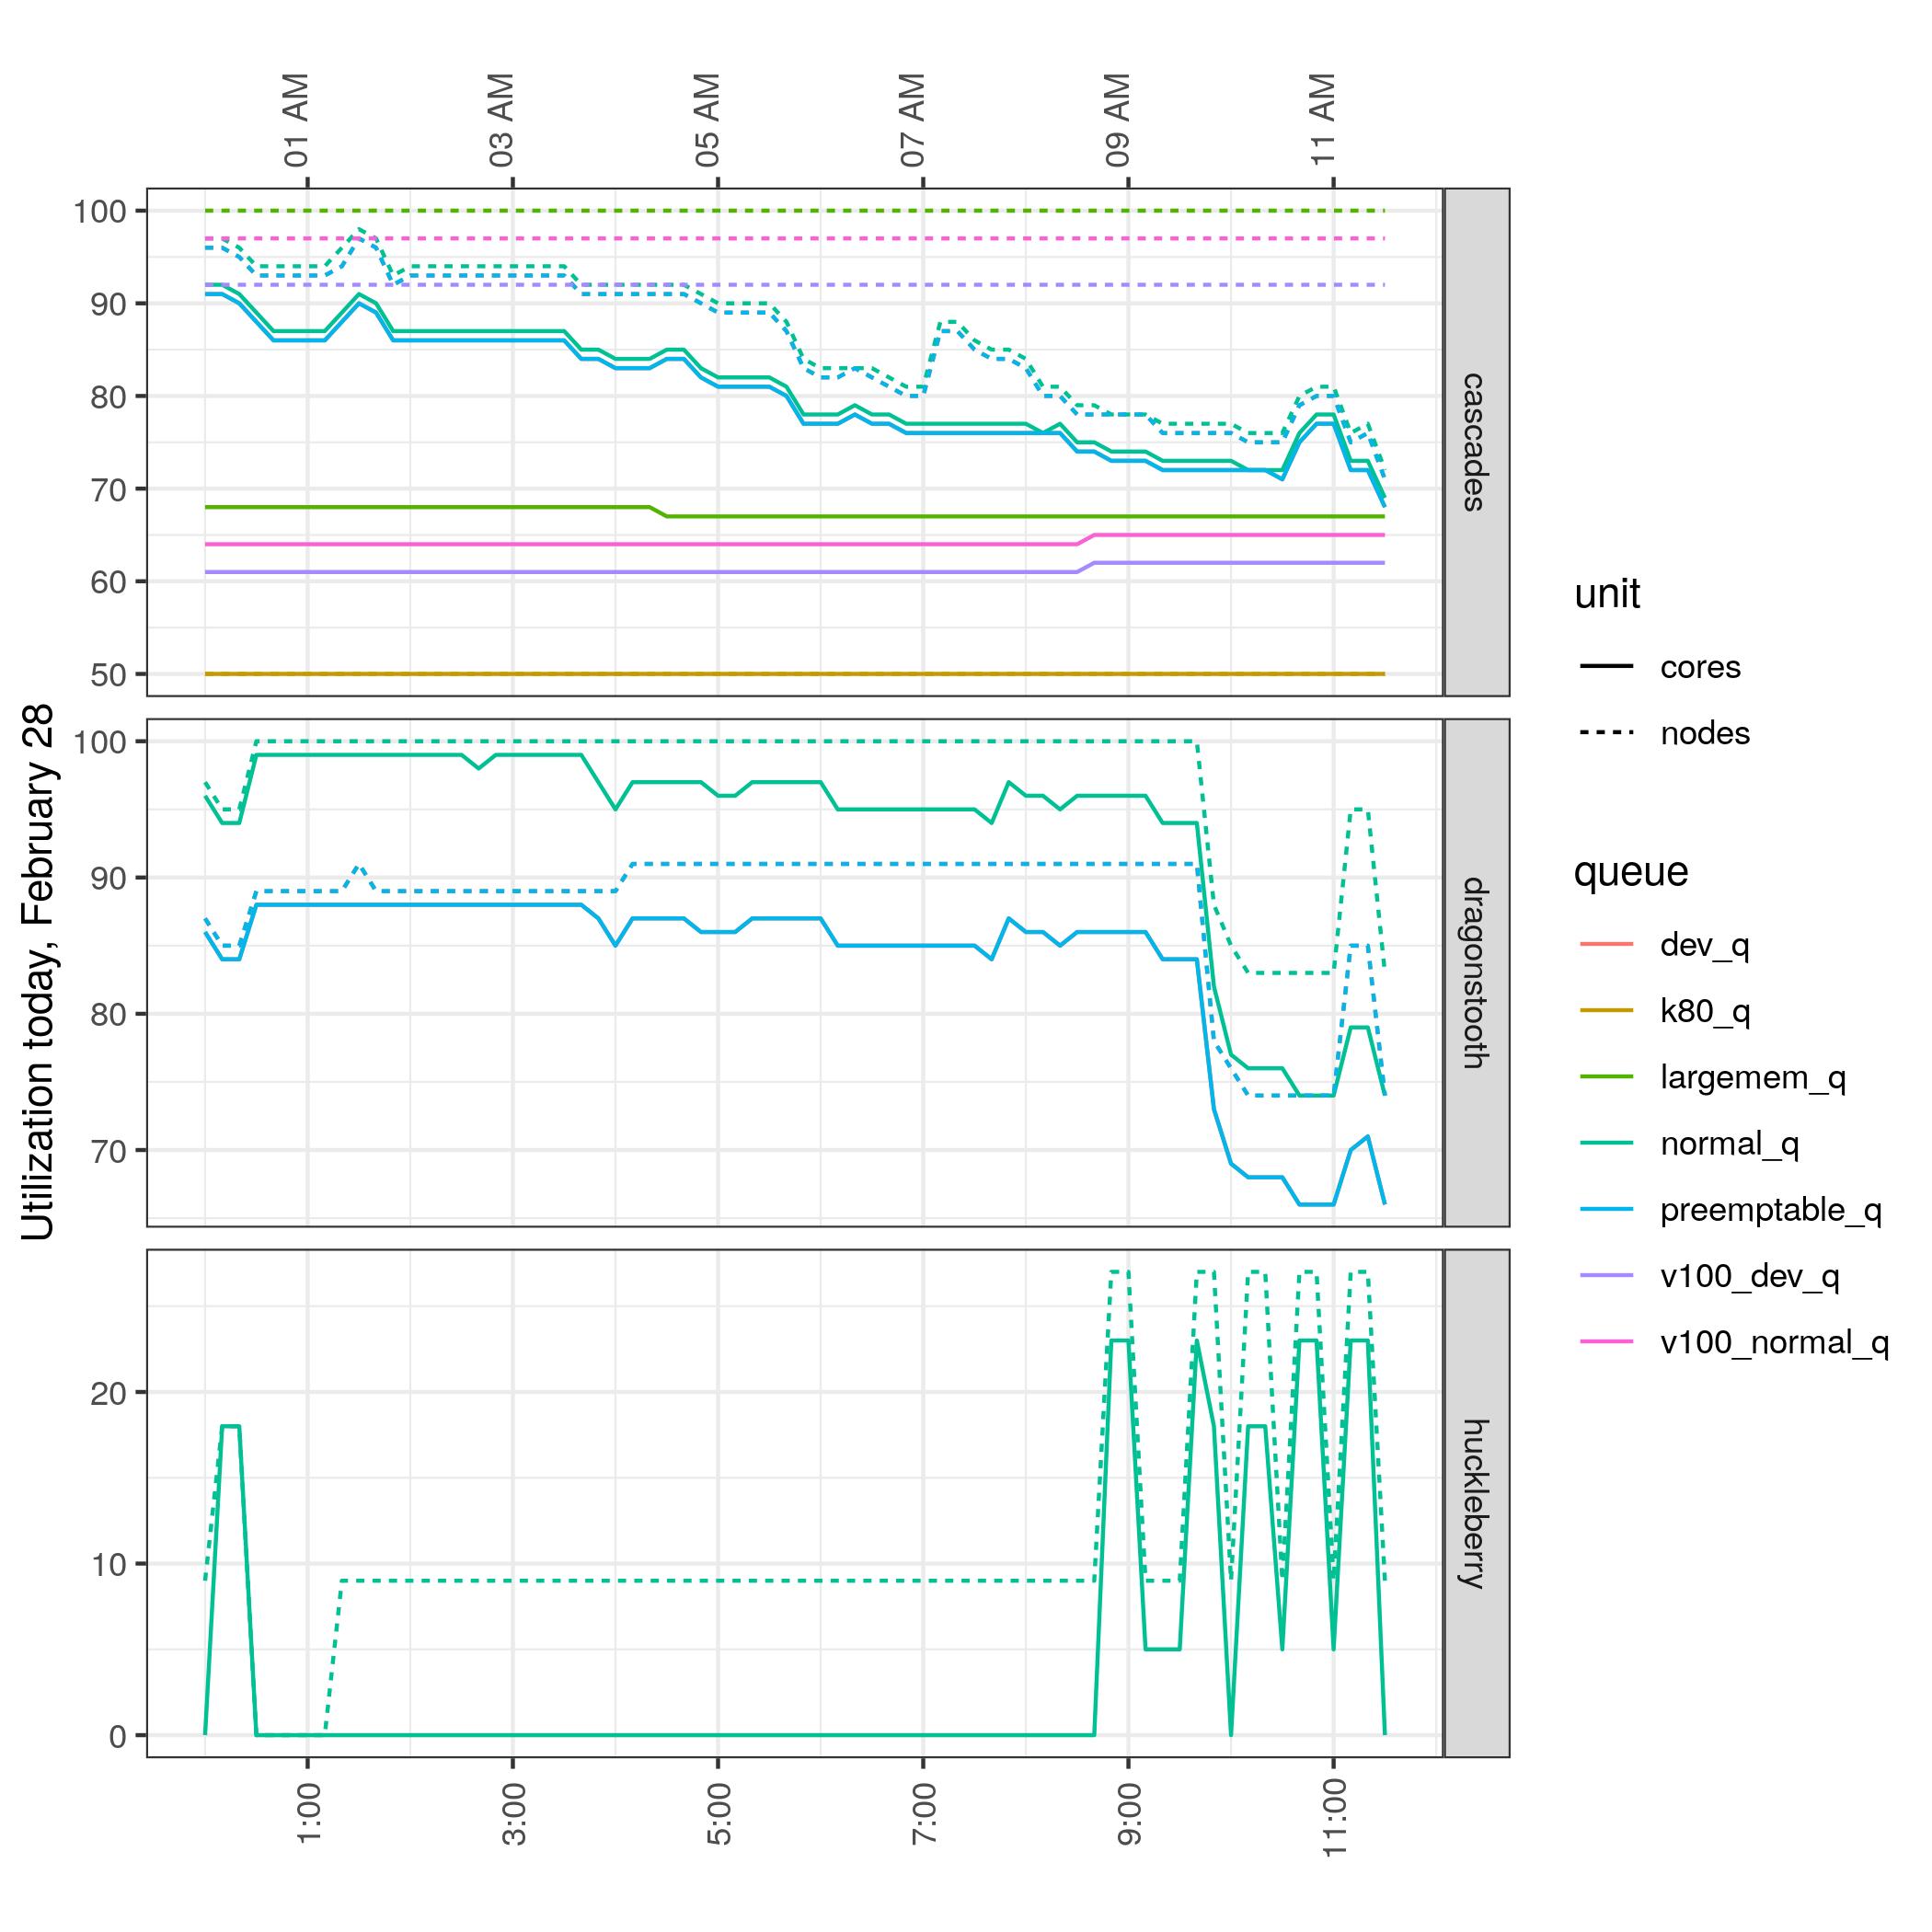 01 AM
03 AM
05 AM
07 AM
09 AM
11 AM
Utilization today, February 28
100
90
80
70
60
50
cascades
100
90
80
70
dragonstooth
20
10
0
huckleberry
1:00
3:00
5:00
7:00
9:00
11:00
unit
cores
nodes
queue
dev_q
k80_q
largemem_q
normal_q
preemptable_q
v100_dev_q
v100_normal_q